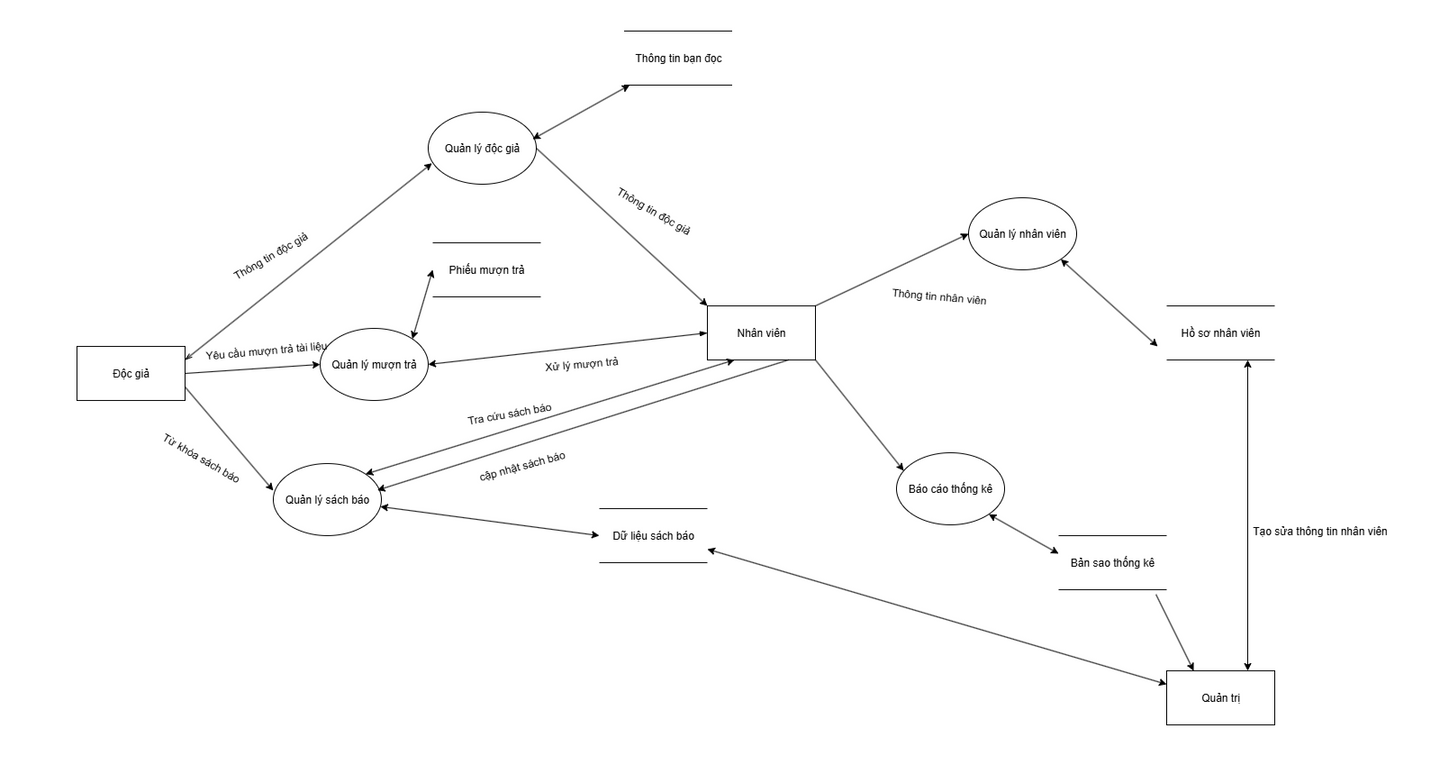 Thông tin bạn đọc
Quản lý độc giả
Thông tin độc giả
Quản lý nhân viên
Thông tin độc giả
Phiếu mượn trả
Thông tin nhân viên
Nhân viên
Hồ sơ nhân viên
Yêu cầu mượn trả tài liệu
Quản lý mượn trả
Xử lý mượn trả
Độc giả
Tra cứu sách báo
Từ khóa sách báo
cập nhật sách báo
Quản lý sách báo
Báo cáo thống kê
Dữ liệu sách báo
Tạo sửa thông tin nhân viên
Bản sao thống kê
Quản trị